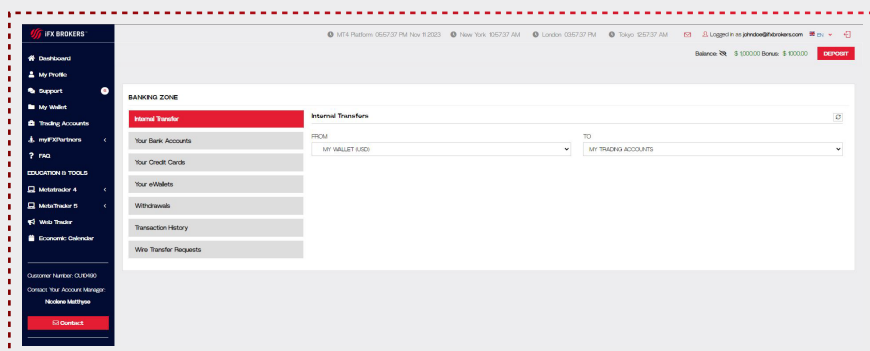 iFX BROKERS
MT4 Platform: 05:57:37 PM Nov 11 2023 New York: 10:57:37 AM London: 03:57:37 PM Tokyo: 12:57:37 AM Logged in as johndoe@ifxbrokers.com EN
Balance: $ 1,000.00 Bonus: $ 1000.00 DEPOSIT
Dashboard
My Profile
Support
My Wallet
Trading Accounts
myIFXPartners
FAQ
EDUCATION & TOOLS
Metatrader 4
MetaTrader 5
Web Trader
Economic Calendar
Customer Number: CU10490
Contact Your Account Manager:
Nicolene Matthyse
Contact
BANKING ZONE
Internal Transfer
Your Bank Accounts
Your Credit Cards
Your eWallets
Withdrawals
Transaction History
Wire Transfer Requests
Internal Transfers
FROM TO
MY WALLET (USD) MY TRADING ACCOUNTS